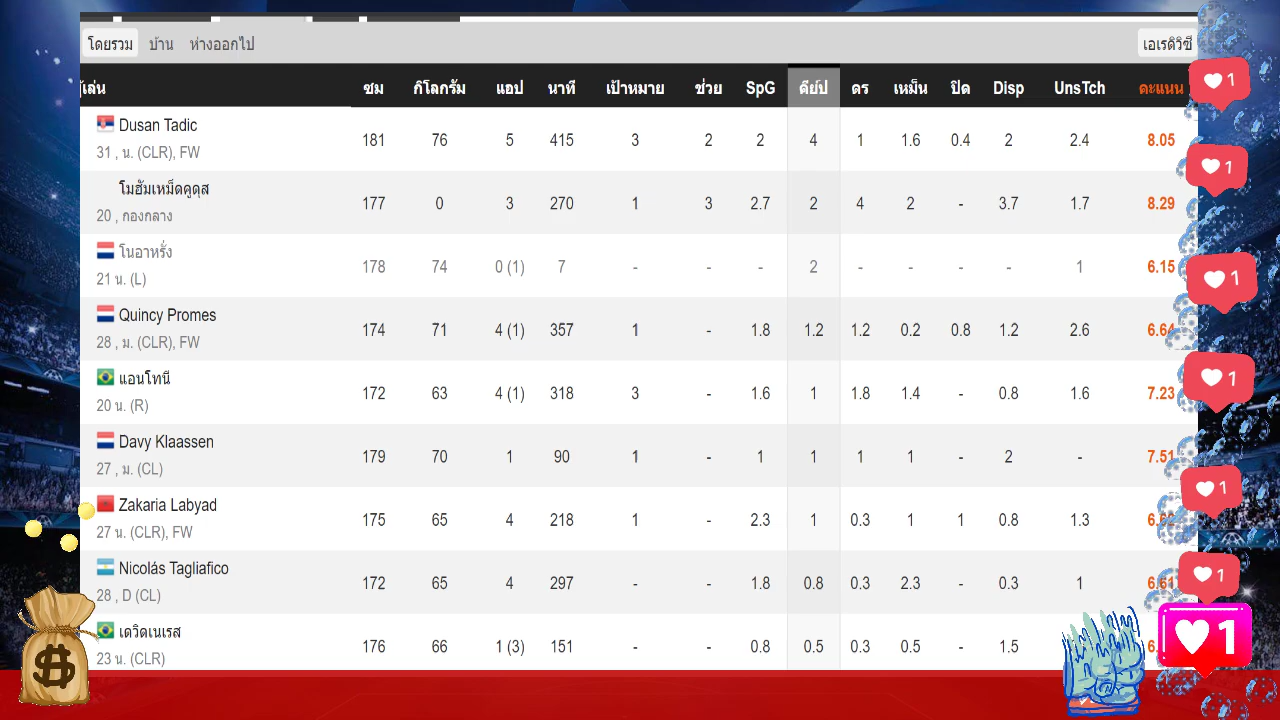 โดยรวม บ้าน ห่างออกไป เอเรดิวิซี
ซม กิโลกรัม แอป นาที เป้าหมาย ช่วย SpG คีย์ป ดร เหม็น ปิด Disp UnsTch คะแนน
Dusan Tadic 181 76 5 415 3 2 2 4 1 1.6 0.4 2 2.4 8.05
31 , น. (CLR), FW
โมฮัมเหม็ดคูดุส 177 0 3 270 1 3 2.7 2 4 2 - 3.7 1.7 8.29
20 , กองกลาง
โนอาหรั่ง 178 74 0 (1) 7 - - - 2 - - - - 1 6.15
21 น. (L)
Quincy Promes 174 71 4 (1) 357 1 - 1.8 1.2 1.2 0.2 0.8 1.2 2.6 6.64
28 , ม. (CLR), FW
แอนโทนี 172 63 4 (1) 318 3 - 1.6 1 1.8 1.4 - 0.8 1.6 7.23
20 น. (R)
Davy Klaassen 179 70 1 90 1 - 1 1 1 1 - 2 - 7.51
27 , ม. (CL)
Zakaria Labyad 175 65 4 218 1 - 2.3 1 0.3 1 1 0.8 1.3
27 น. (CLR), FW
Nicolás Tagliafico 172 65 4 297 - - 1.8 0.8 0.3 2.3 - 0.3 1 6.61
28 , D (CL)
เดวิดเนเรส 176 66 1 (3) 151 - - 0.8 0.5 0.3 0.5 - 1.5
23 น. (CLR)
1
1
1
1
1
1
1